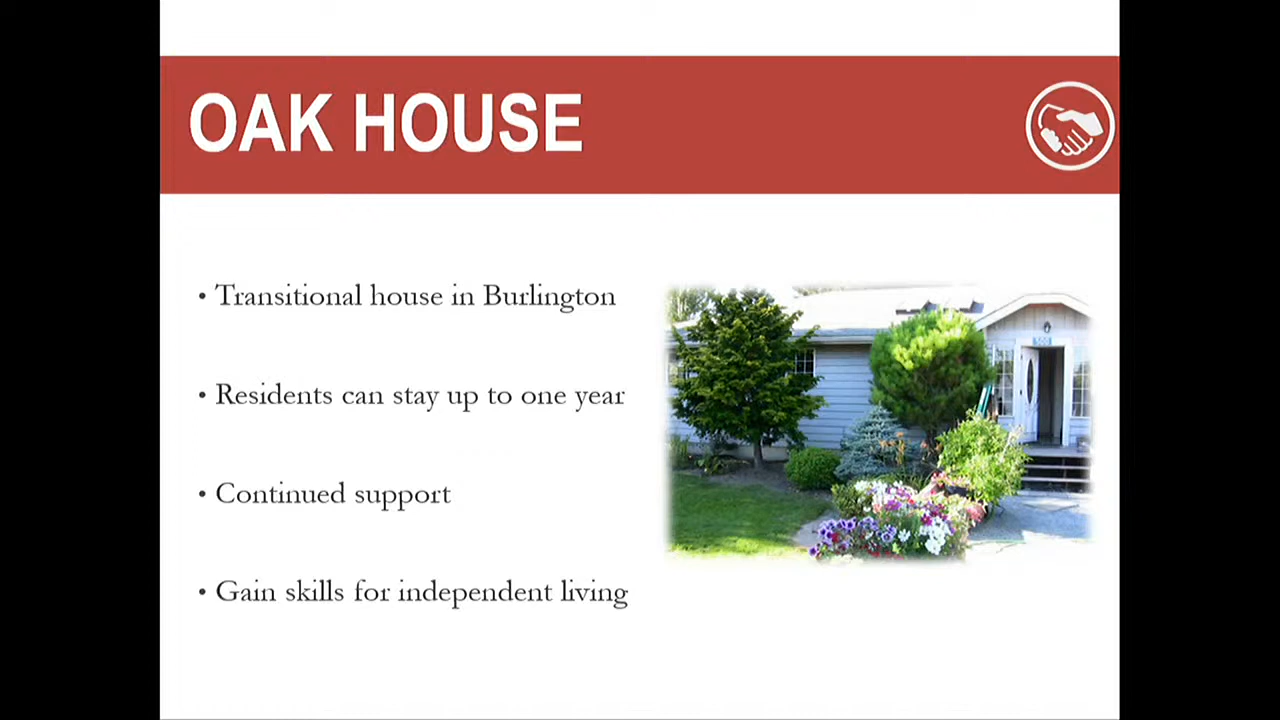 OAK HOUSE
• Transitional house in Burlington
• Residents can stay up to one year
• Continued support
• Gain skills for independent living